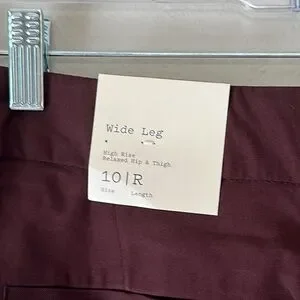 Wide Leg
High Rise
Relaxed Hip & Thigh
10|R
Size Length